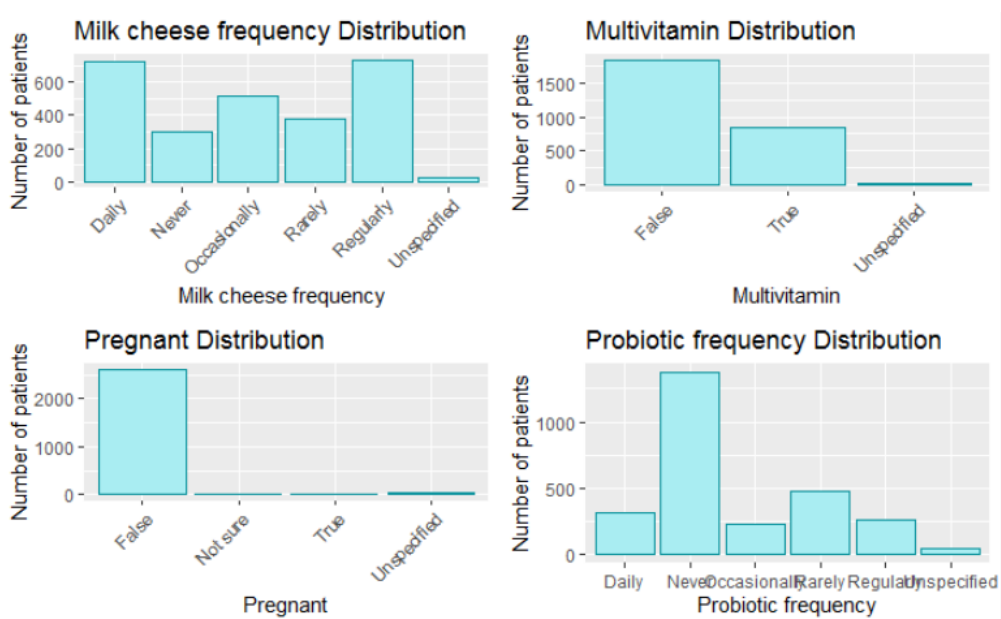 Milk cheese frequency Distribution
Number of patients
600
400
200
0
Daily
Never
Occasionally
Rarely
Regularly
Unspecified
Milk cheese frequency
Multivitamin Distribution
Number of patients
1500
1000
500
0
False
True
Unspecified
Multivitamin
Pregnant Distribution
Number of patients
2000
1000
0
False
Not sure
True
Unspecified
Pregnant
Probiotic frequency Distribution
Number of patients
1000
500
0
Daily
Never
Occasionally
Rarely
Regularly
Unspecified
Probiotic frequency